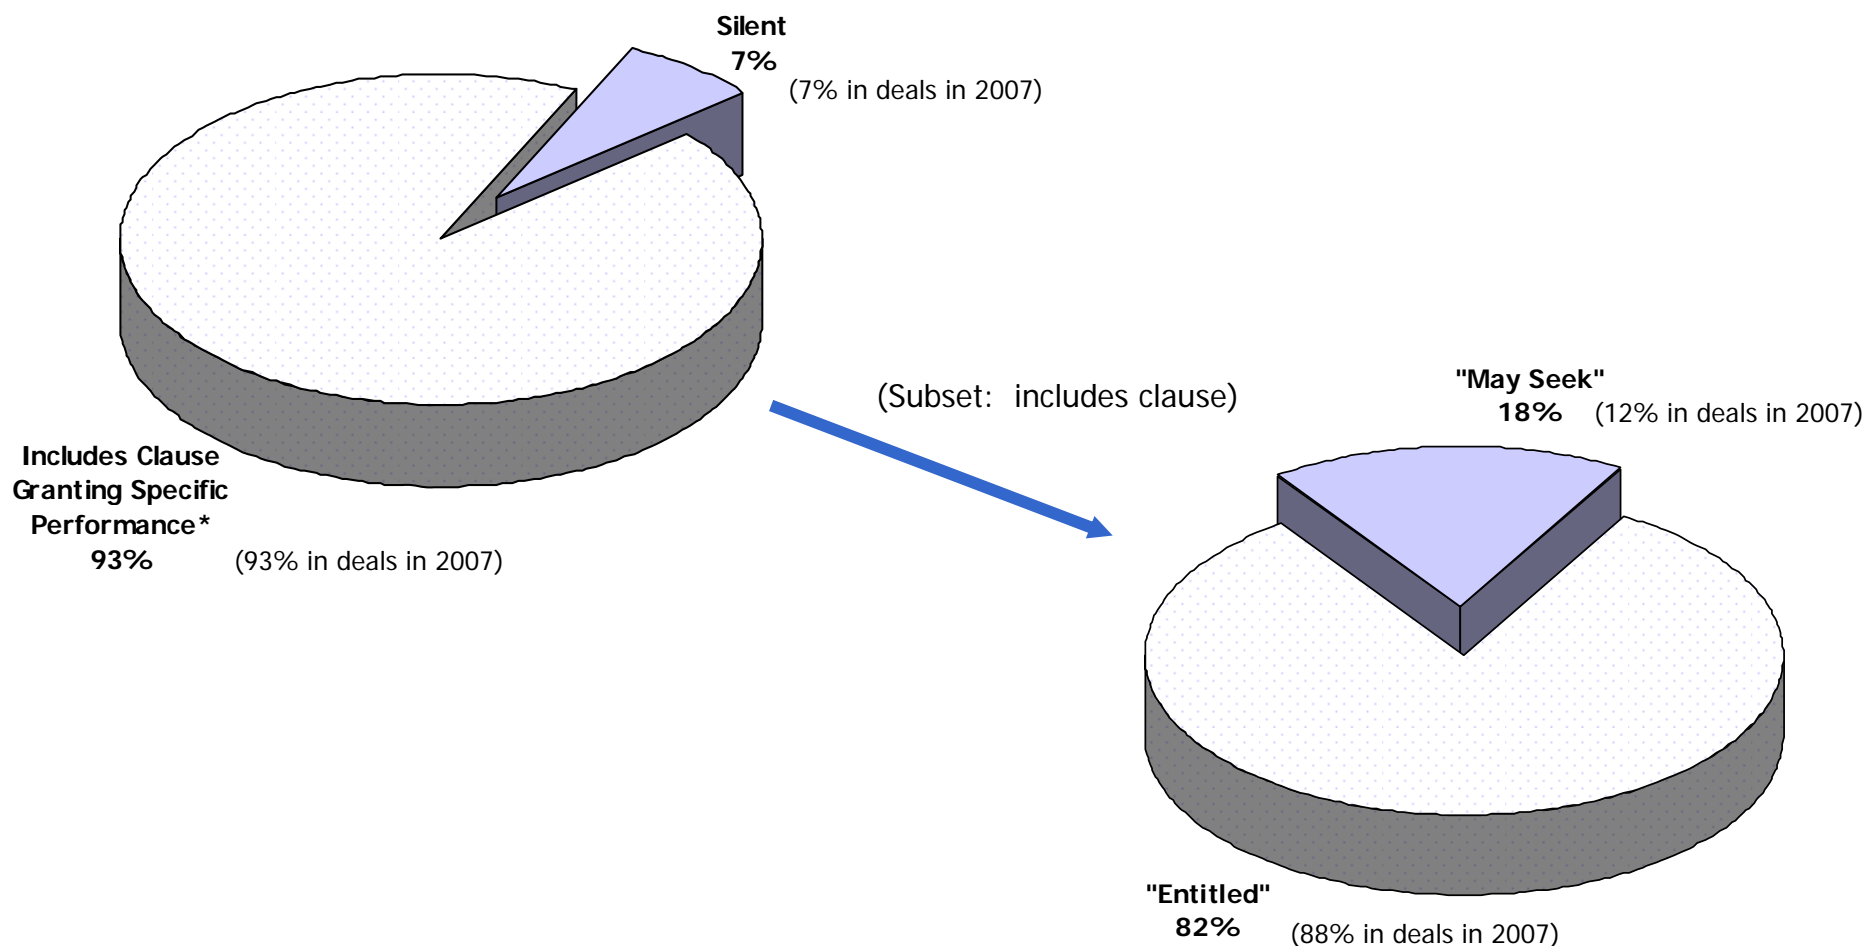 Silent
7%
(7% in deals in 2007)
Includes Clause
Granting Specific
Performance*
93%
(93% in deals in 2007)
(Subset: includes clause)
"May Seek"
18%
(12% in deals in 2007)
"Entitled"
82%
(88% in deals in 2007)